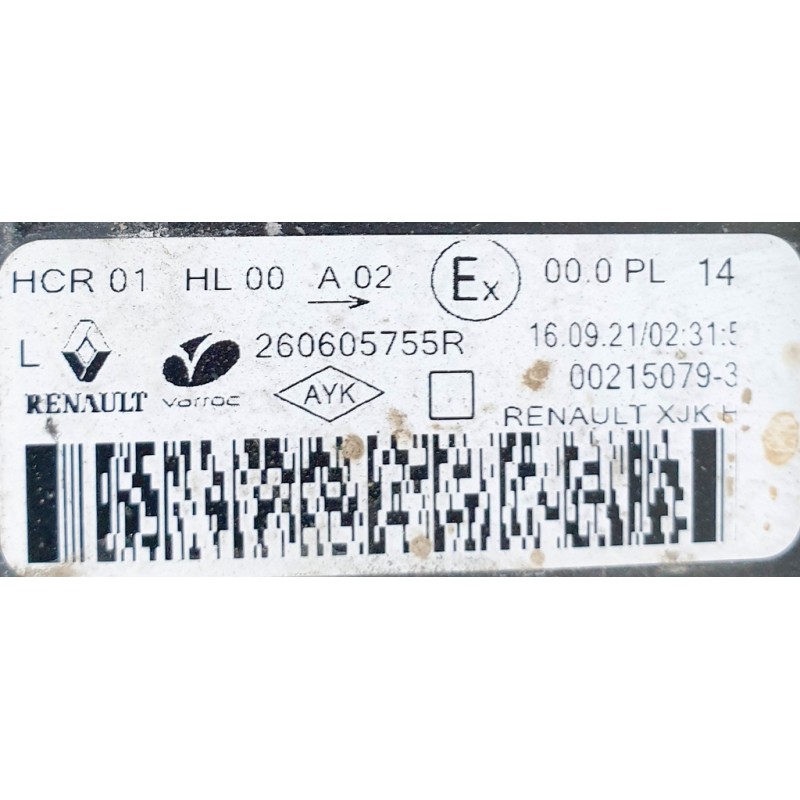 HCR 01 HL 00 A 02 Ex 00.0 PL 14
L 260605755R 16.09.21/02:31:5
RENAULT varroc AYK 00215079-3
RENAULT XJK H